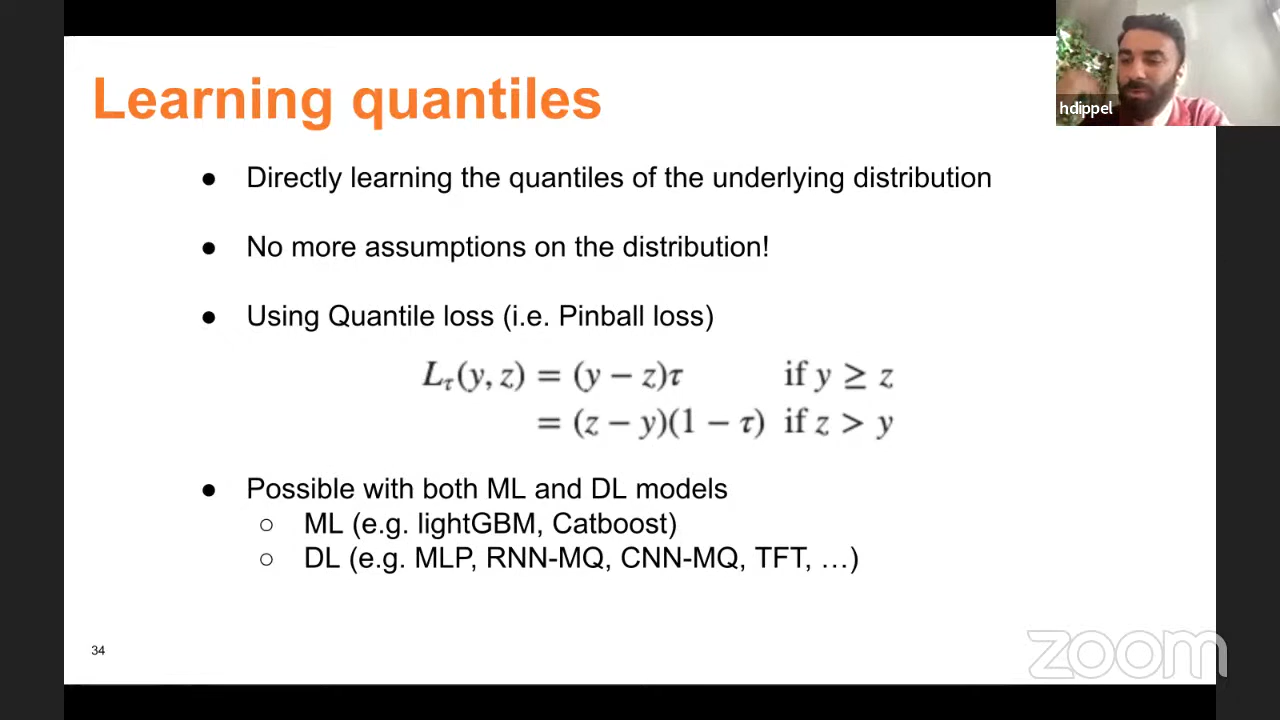 Learning quantiles
hdippel
● Directly learning the quantiles of the underlying distribution
● No more assumptions on the distribution!
● Using Quantile loss (i.e. Pinball loss)
Lτ(y, z) = (y − z)τ if y ≥ z
= (z − y)(1 − τ) if z > y
● Possible with both ML and DL models
○ ML (e.g. lightGBM, Catboost)
○ DL (e.g. MLP, RNN-MQ, CNN-MQ, TFT, …)
34
zoom